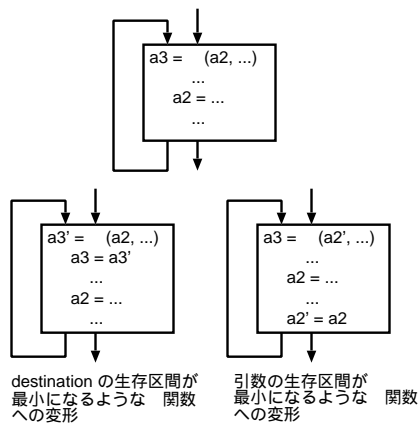 a3 = (a2, ...)
...
a2 = ...
...
a3' = (a2, ...)
a3 = a3'
...
a2 = ...
...
a3 = (a2', ...)
...
a2 = ...
...
a2' = a2
destination の生存区間が
最小になるような 関数
への変形
引数の生存区間が
最小になるような 関数
への変形